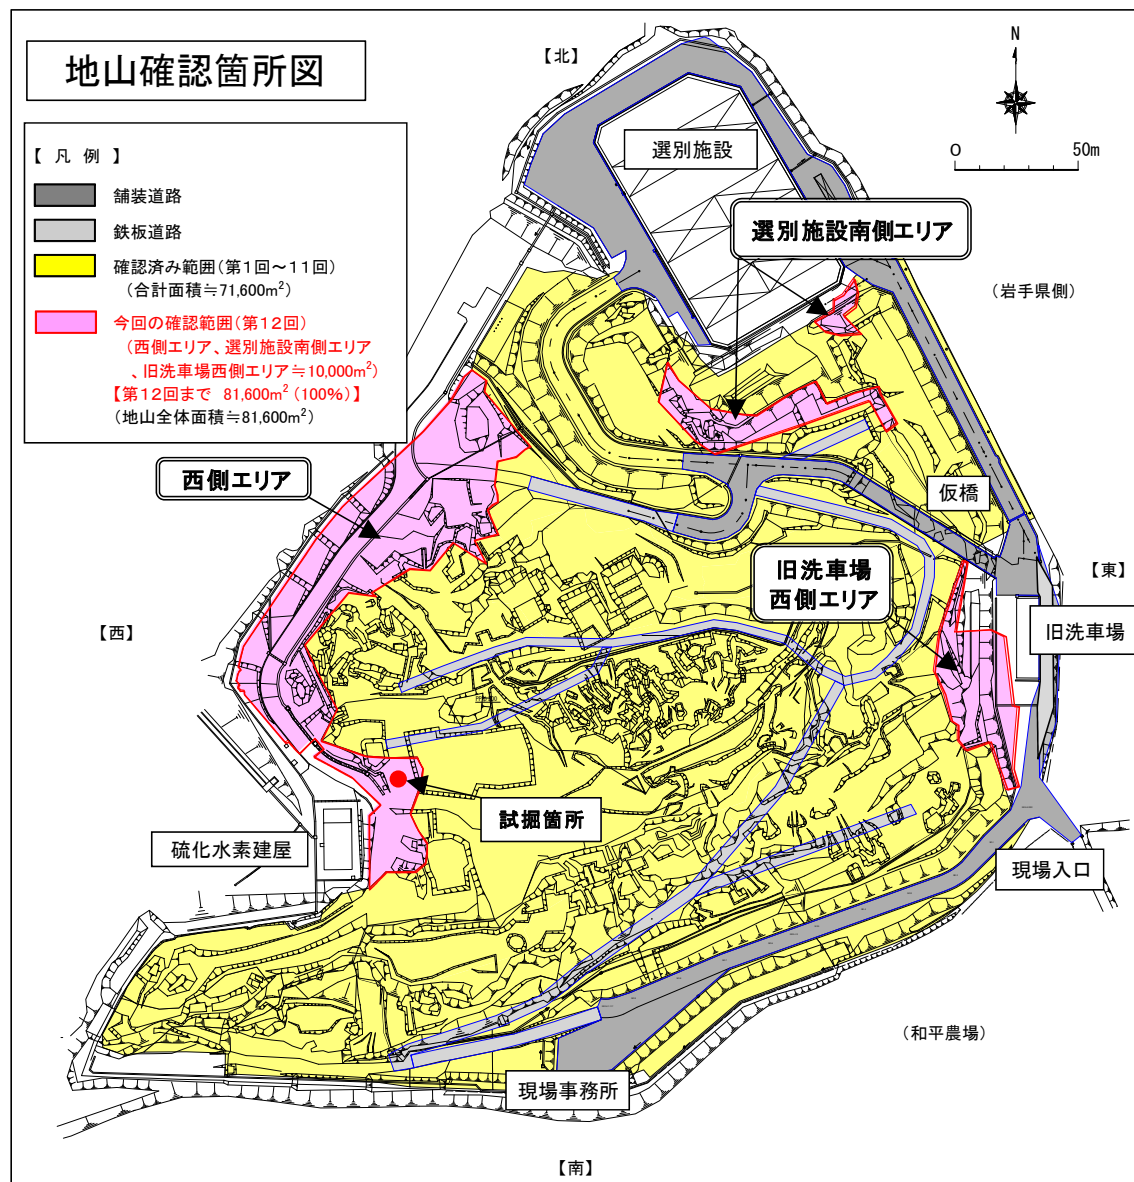 地山確認箇所図
【 凡 例 】
舗装道路
鉄板道路
確認済み範囲(第1回～11回)
(合計面積≒71,600m²)
今回の確認範囲(第12回)
(西側エリア、選別施設南側エリア
、旧洗車場西側エリア≒10,000m²)
【第12回まで 81,600m²(100%)】
(地山全体面積≒81,600m²)
【北】
N
0 50m
選別施設
選別施設南側エリア
(岩手県側)
西側エリア
仮橋
旧洗車場
西側エリア
【東】
【西】
旧洗車場
試掘箇所
硫化水素建屋
現場入口
(和平農場)
現場事務所
【南】